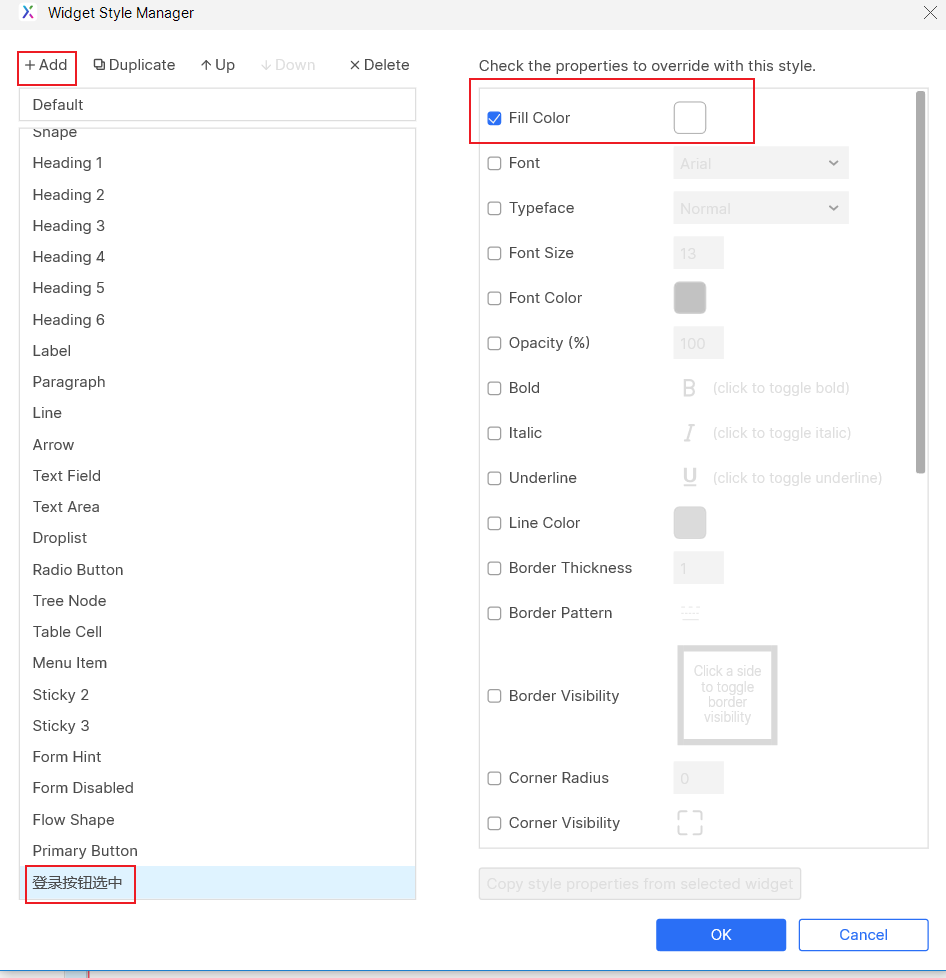 Widget Style Manager
Add Duplicate Up Down Delete
Default
Shape
Heading 1
Heading 2
Heading 3
Heading 4
Heading 5
Heading 6
Label
Paragraph
Line
Arrow
Text Field
Text Area
Droplist
Radio Button
Tree Node
Table Cell
Menu Item
Sticky 2
Sticky 3
Form Hint
Form Disabled
Flow Shape
Primary Button
登录按钮选中
Check the properties to override with this style.
Fill Color
Font Arial
Typeface Normal
Font Size 13
Font Color
Opacity (%) 100
Bold B (click to toggle bold)
Italic I (click to toggle italic)
Underline U (click to toggle underline)
Line Color
Border Thickness 1
Border Pattern
Border Visibility
Click a side
to toggle
border
visibility
Corner Radius 0
Corner Visibility
Copy style properties from selected widget
OK Cancel